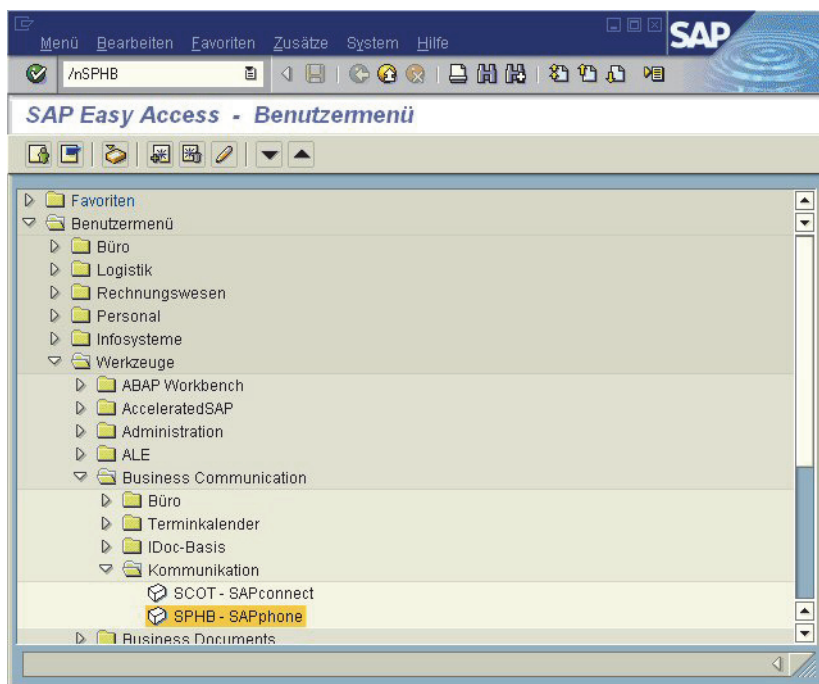 Menü Bearbeiten Favoriten Zusätze System Hilfe
SAP
/nSPHB
SAP Easy Access - Benutzermenü
Favoriten
Benutzermenü
Büro
Logistik
Rechnungswesen
Personal
Infosysteme
Werkzeuge
ABAP Workbench
AcceleratedSAP
Administration
ALE
Business Communication
Büro
Terminkalender
IDoc-Basis
Kommunikation
SCOT - SAPconnect
SPHB - SAPphone
Business Documents